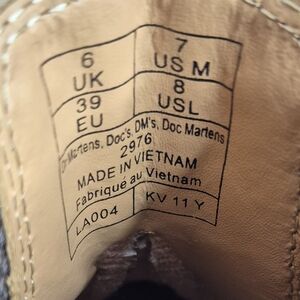 6 UK 7 US M
39 EU 8 USL
Dr Martens, Doc's, DM's, Doc Martens
2976
MADE IN VIETNAM
Fabriqué au Vietnam
LA004 KV 11 Y